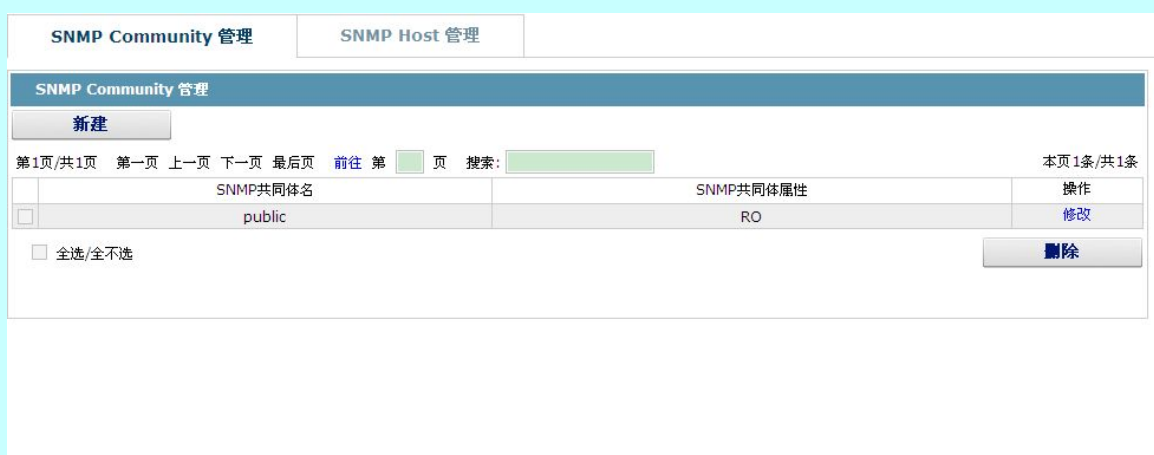 SNMP Community 管理 SNMP Host 管理
SNMP Community 管理
新建
第1页/共1页 第一页 上一页 下一页 最后页 前往 第 页 搜索: 本页1条/共1条
SNMP共同体名 SNMP共同体属性 操作
public RO 修改
全选/全不选 删除